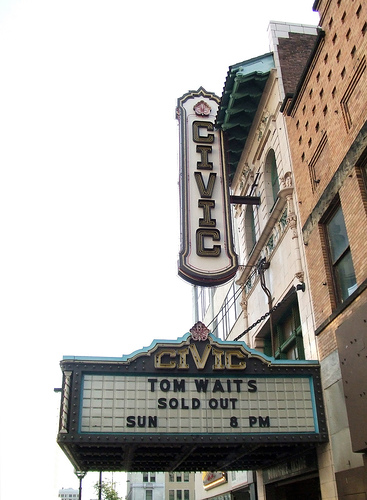 CIVIC
CIVIC
TOM WAITS
SOLD OUT
SUN 8 PM